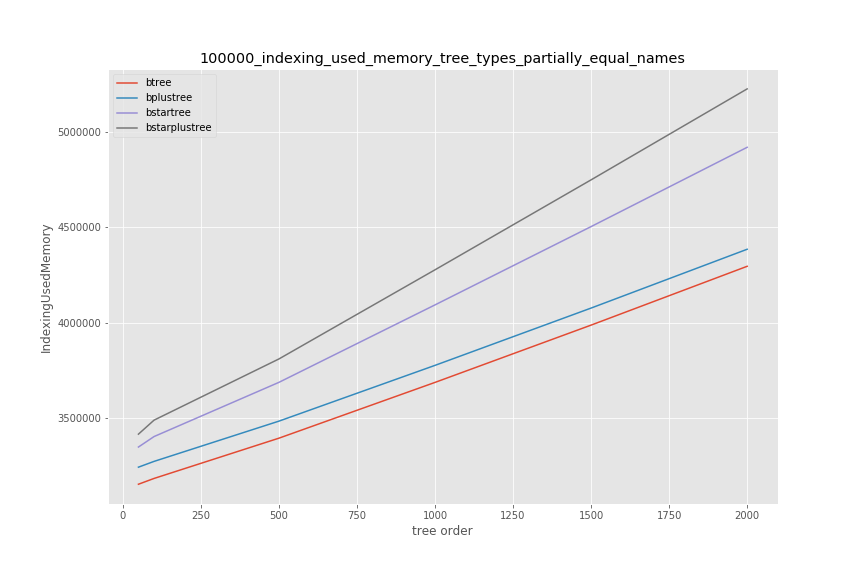 100000_indexing_used_memory_tree_types_partially_equal_names
btree
bplustree
bstartree
bstarplustree
IndexingUsedMemory
5000000
4500000
4000000
3500000
0 250 500 750 1000 1250 1500 1750 2000
tree order